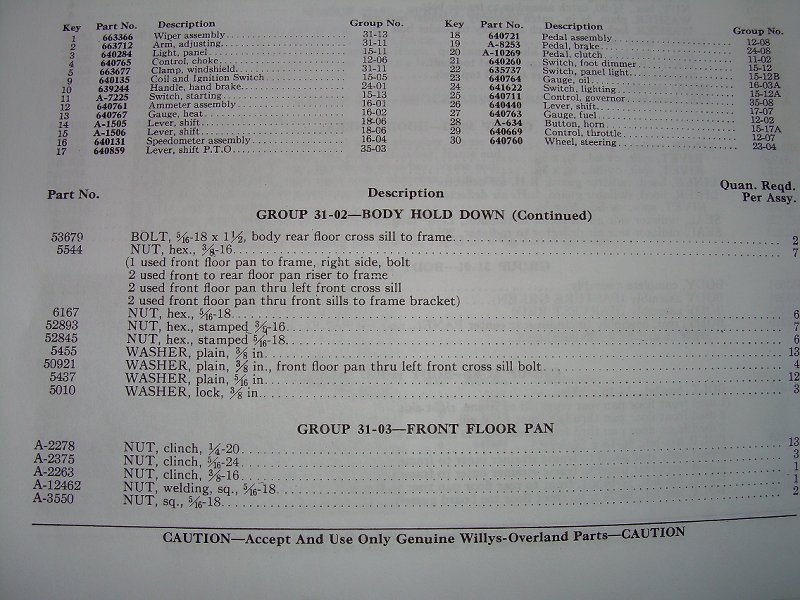 Key Part No. Description Group No.
1 663366 Wiper assembly 31-13
2 663712 Arm, adjusting 31-11
3 640284 Light, panel 15-11
4 640765 Control, choke 12-06
5 663677 Clamp, windshield 31-11
9 640135 Coil and Ignition Switch 15-05
10 639244 Handle, hand brake 24-01
11 A-7225 Switch, starting 15-13
12 640761 Ammeter assembly 16-01
13 640767 Gauge, heat 16-02
14 A-1505 Lever, shift 18-06
15 A-1506 Lever, shift 18-06
16 640131 Speedometer assembly 16-04
17 640859 Lever, shift P.T.O 35-03
Key Part No. Description Group No.
18 640721 Pedal assembly 12-08
19 A-8253 Pedal, brake 24-08
20 A-10269 Pedal, clutch 11-02
21 640260 Switch, foot dimmer 15-12
22 635737 Switch, panel light 15-12B
23 640764 Gauge, oil 16-03A
24 641622 Switch, lighting 15-12A
25 640711 Control, governor 35-08
26 640440 Lever, shift 17-07
27 640763 Gauge, fuel 12-02
28 A-634 Button, horn 15-17A
29 640669 Control, throttle 12-07
30 640760 Wheel, steering 23-04
Part No. Description Quan. Reqd. Per Assy.
GROUP 31-02—BODY HOLD DOWN (Continued)
53679 BOLT, 5/16-18 x 1 1/2, body rear floor cross sill to frame 2
5544 NUT, hex., 3/8-16 7
(1 used front floor pan to frame, right side, bolt
2 used front to rear floor pan riser to frame
2 used front floor pan thru left front cross sill
2 used front floor pan thru front sills to frame bracket)
6167 NUT, hex., 5/16-18 6
52893 NUT, hex., stamped -16 7
52845 NUT, hex., stamped 5/16-18 6
5455 WASHER, plain, 3/8 in. 13
50921 WASHER, plain, 3/8 in., front floor pan thru left front cross sill bolt 4
5437 WASHER, plain, 5/16 in. 12
5010 WASHER, lock, 3/8 in. 3
GROUP 31-03—FRONT FLOOR PAN
A-2278 NUT, clinch, 1/4-20 13
A-2375 NUT, clinch, 5/16-24 3
A-2263 NUT, clinch, 3/8-16 1
A-12462 NUT, welding, sq., 5/16-18 1
A-3550 NUT, sq., 5/16-18 2
CAUTION—Accept And Use Only Genuine Willys-Overland Parts—CAUTION